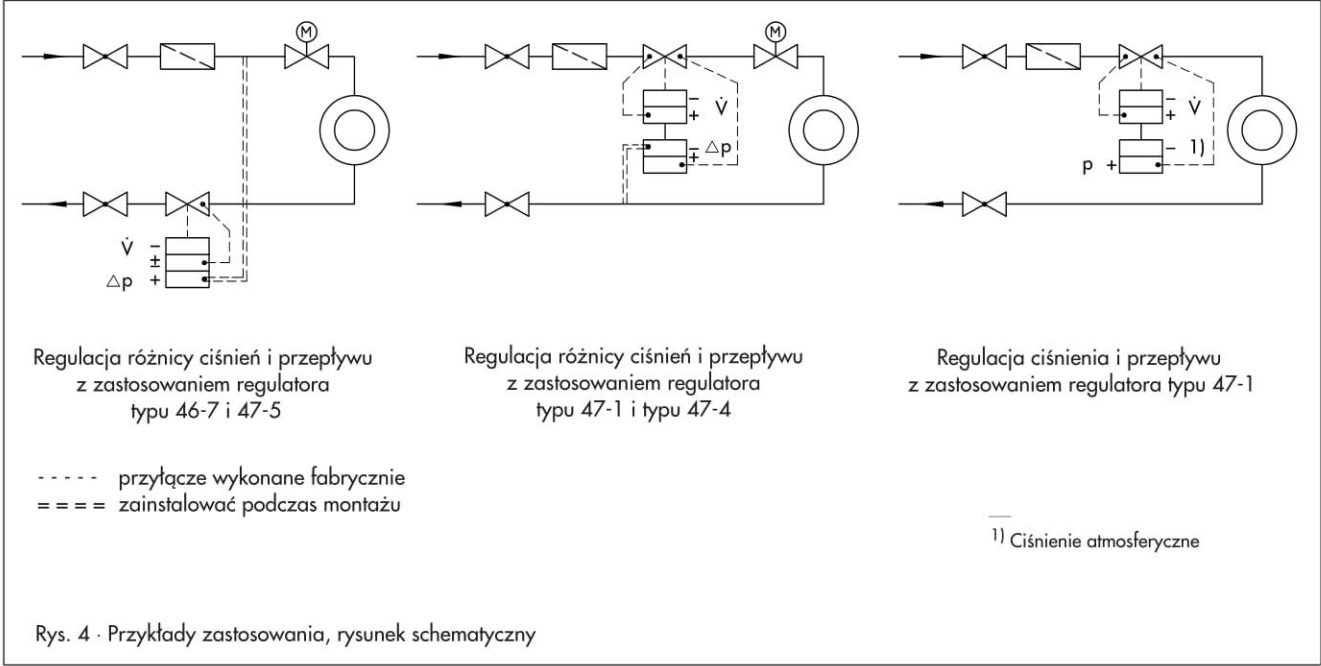 M
V̇ −
±
△p +
Regulacja różnicy ciśnień i przepływu
z zastosowaniem regulatora
typu 46-7 i 47-5
M
−
+ V̇
−
+ △p
Regulacja różnicy ciśnień i przepływu
z zastosowaniem regulatora
typu 47-1 i typu 47-4
−
+ V̇
− 1)
p +
Regulacja ciśnienia i przepływu
z zastosowaniem regulatora typu 47-1
- - - - - przyłącze wykonane fabrycznie
= = = = zainstalować podczas montażu
1) Ciśnienie atmosferyczne
Rys. 4 · Przykłady zastosowania, rysunek schematyczny